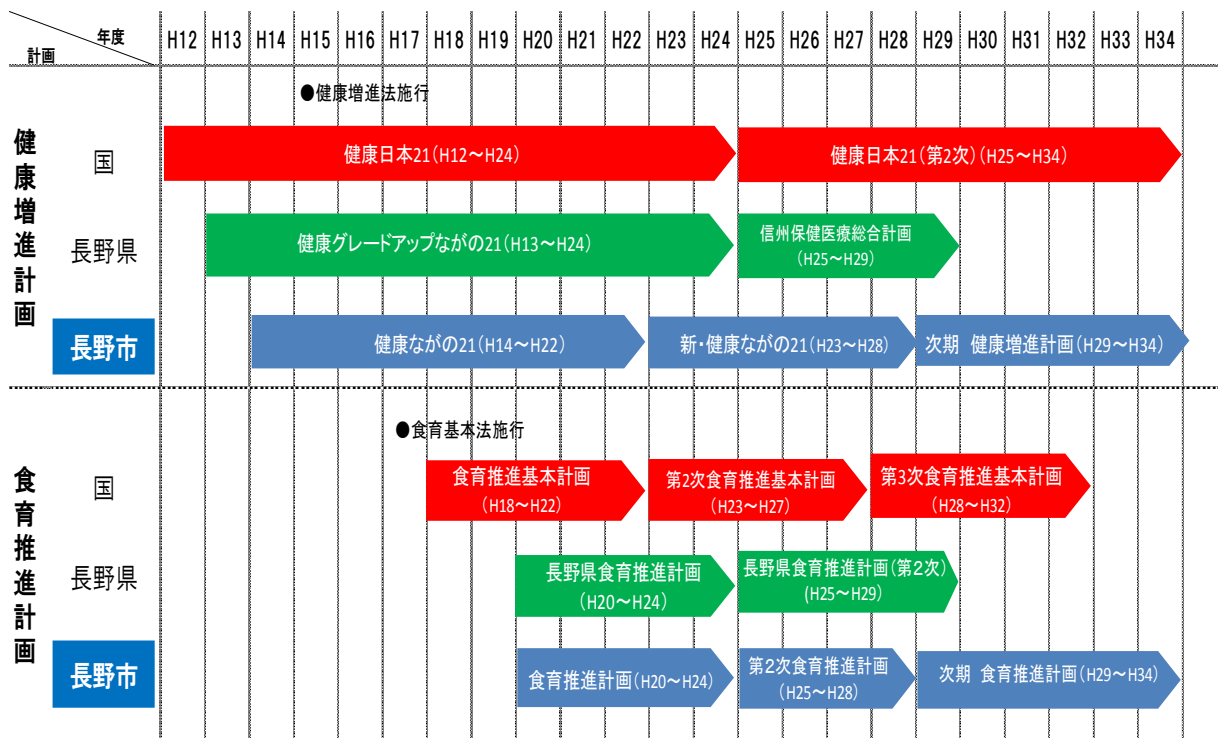 年度
計画
H12 H13 H14 H15 H16 H17 H18 H19 H20 H21 H22 H23 H24 H25 H26 H27 H28 H29 H30 H31 H32 H33 H34
健康増進計画
●健康増進法施行
国
健康日本21(H12～H24)
健康日本21(第2次)(H25～H34)
長野県
健康グレードアップながの21(H13～H24)
信州保健医療総合計画
(H25～H29)
長野市
健康ながの21(H14～H22)
新・健康ながの21(H23～H28)
次期 健康増進計画(H29～H34)
食育推進計画
●食育基本法施行
国
食育推進基本計画
(H18～H22)
第2次食育推進基本計画
(H23～H27)
第3次食育推進基本計画
(H28～H32)
長野県
長野県食育推進計画
(H20～H24)
長野県食育推進計画(第2次)
(H25～H29)
長野市
食育推進計画(H20～H24)
第2次食育推進計画
(H25～H28)
次期 食育推進計画(H29～H34)